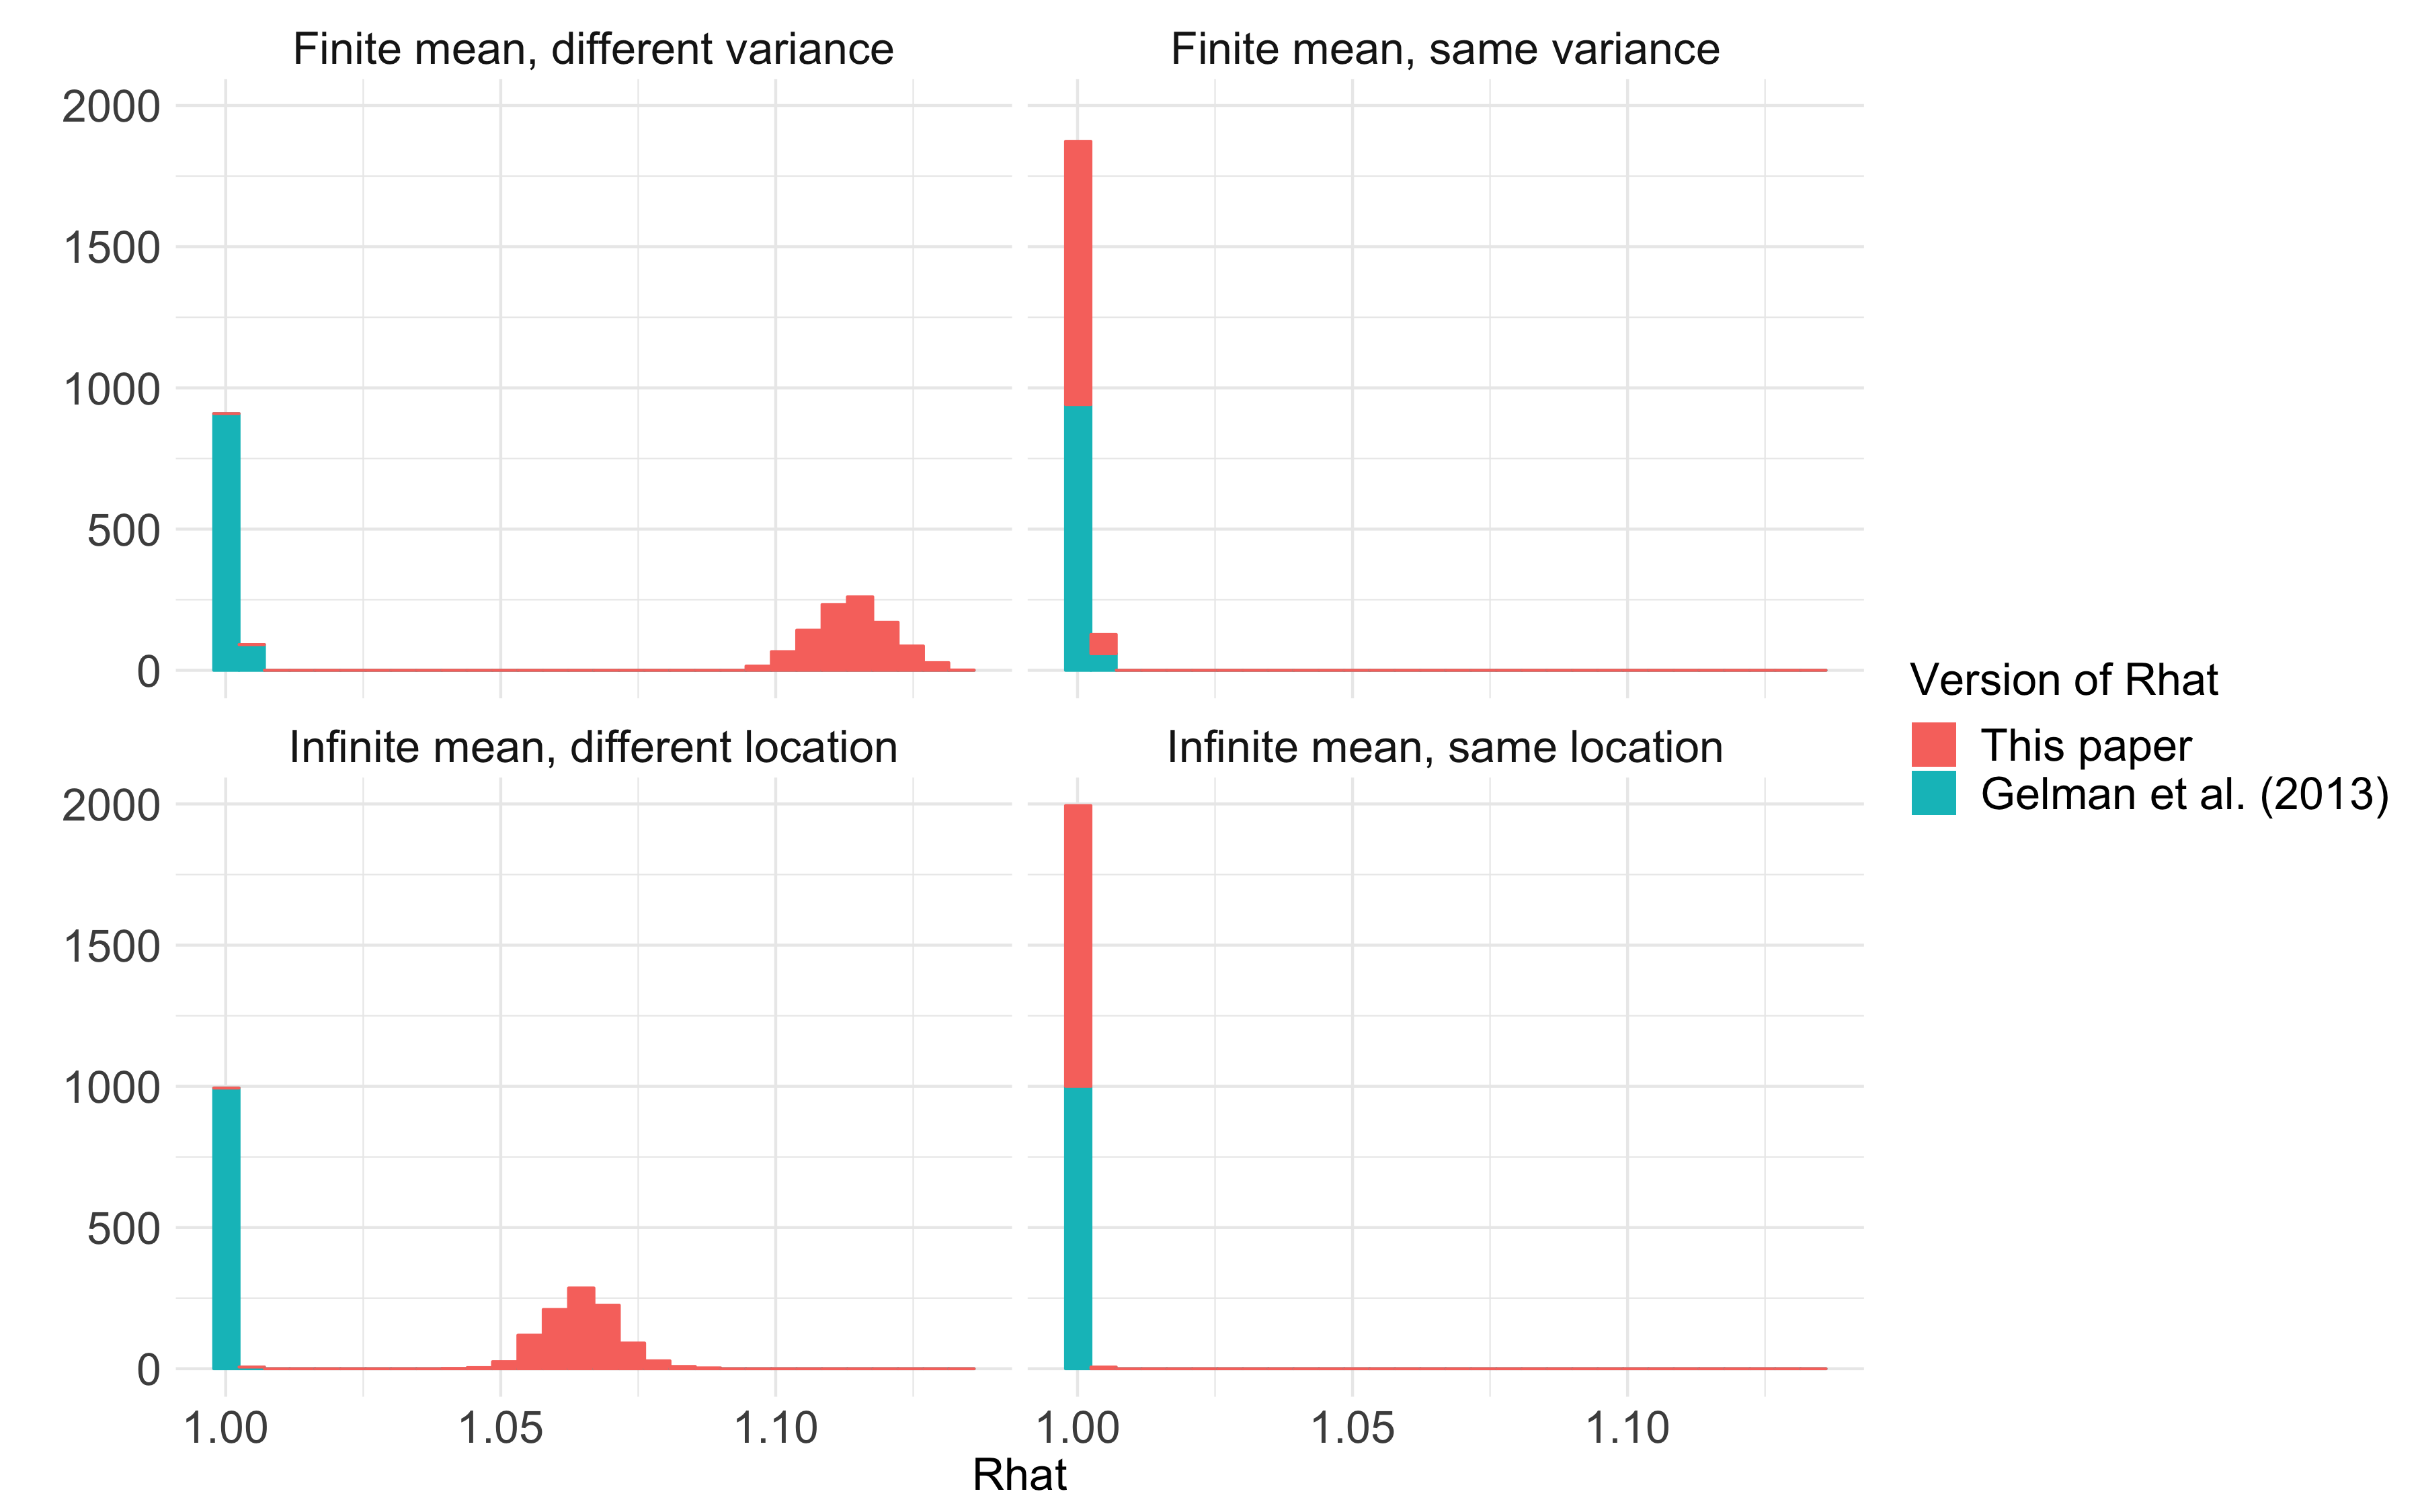 Finite mean, different variance
Finite mean, same variance
2000
1500
1000
500
0
Infinite mean, different location
Infinite mean, same location
2000
1500
1000
500
0
1.00 1.05 1.10
1.00 1.05 1.10
Rhat
Version of Rhat
This paper
Gelman et al. (2013)